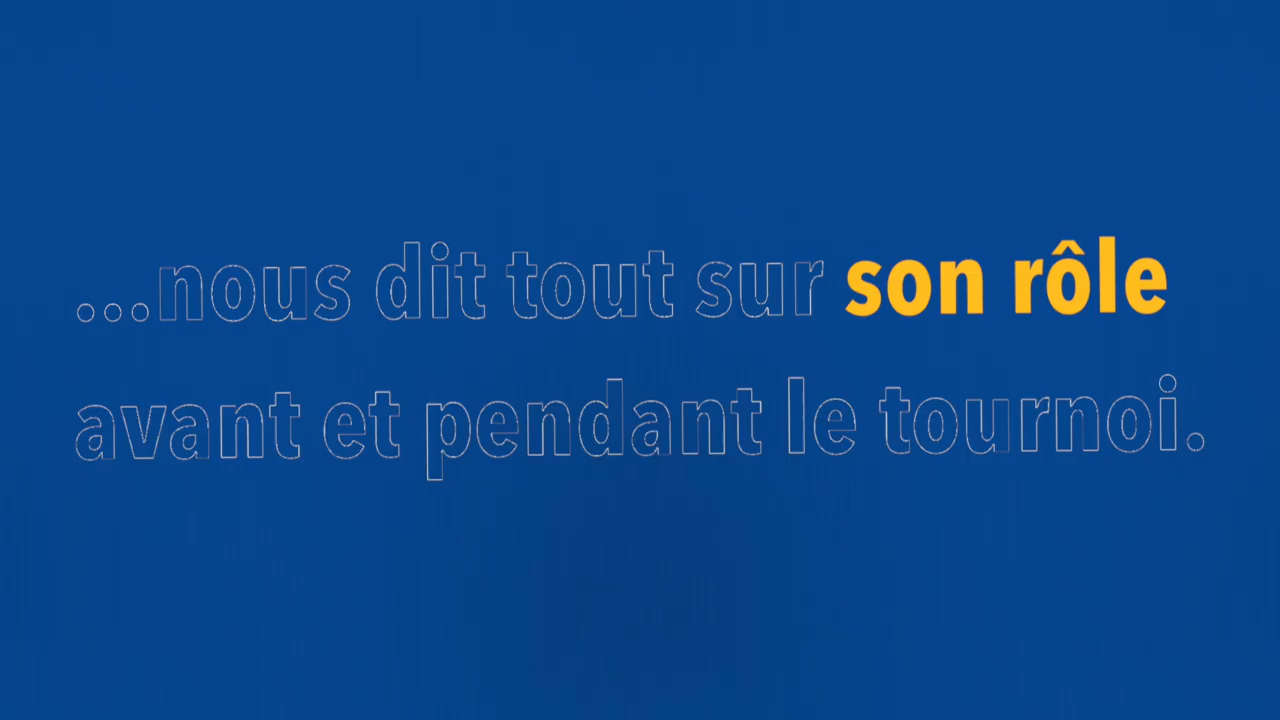 ...nous dit tout sur son rôle
avant et pendant le tournoi.